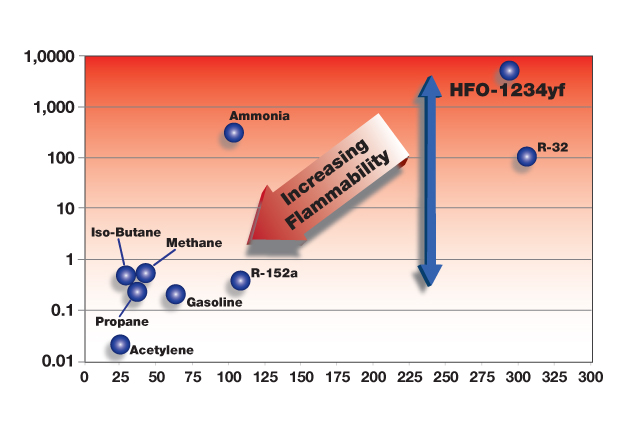 1,0000
1,000
100
10
1
0.1
0.01
HFO-1234yf
Ammonia
R-32
Increasing
Flammability
Iso-Butane
Methane
R-152a
Gasoline
Propane
Acetylene
0 25 50 75 100 125 150 175 200 225 250 275 300 325 300